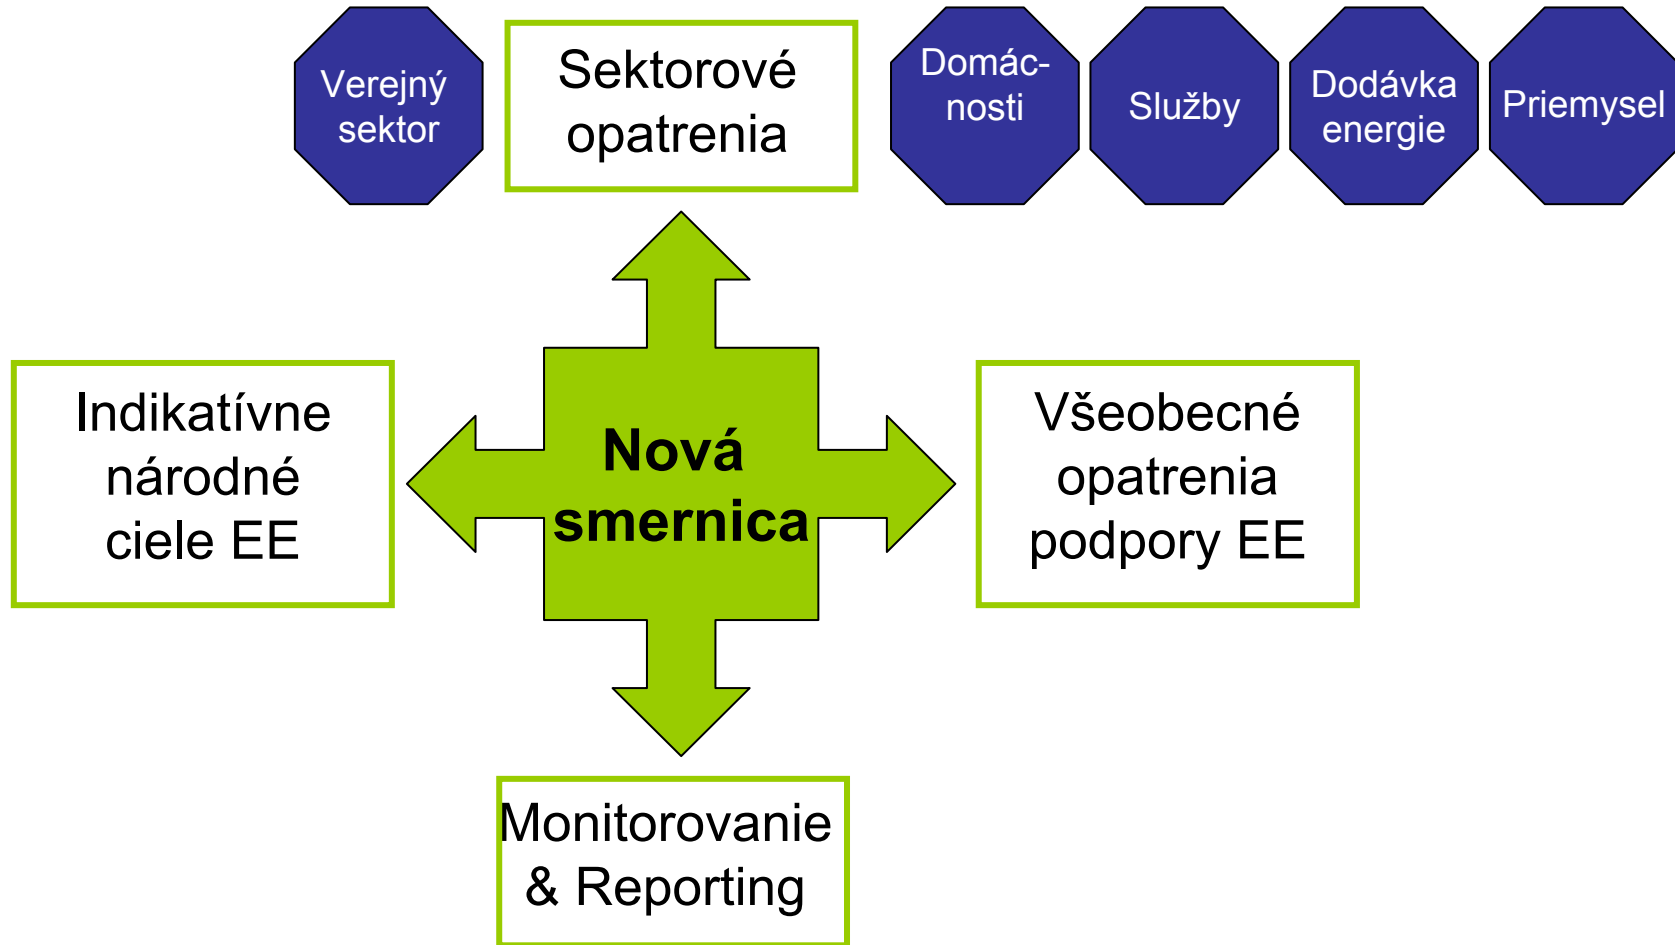 Verejný
sektor
Sektorové
opatrenia
Domác-
nosti
Služby
Dodávka
energie
Priemysel
Indikatívne
národné
ciele EE
Nová
smernica
Všeobecné
opatrenia
podpory EE
Monitorovanie
& Reporting